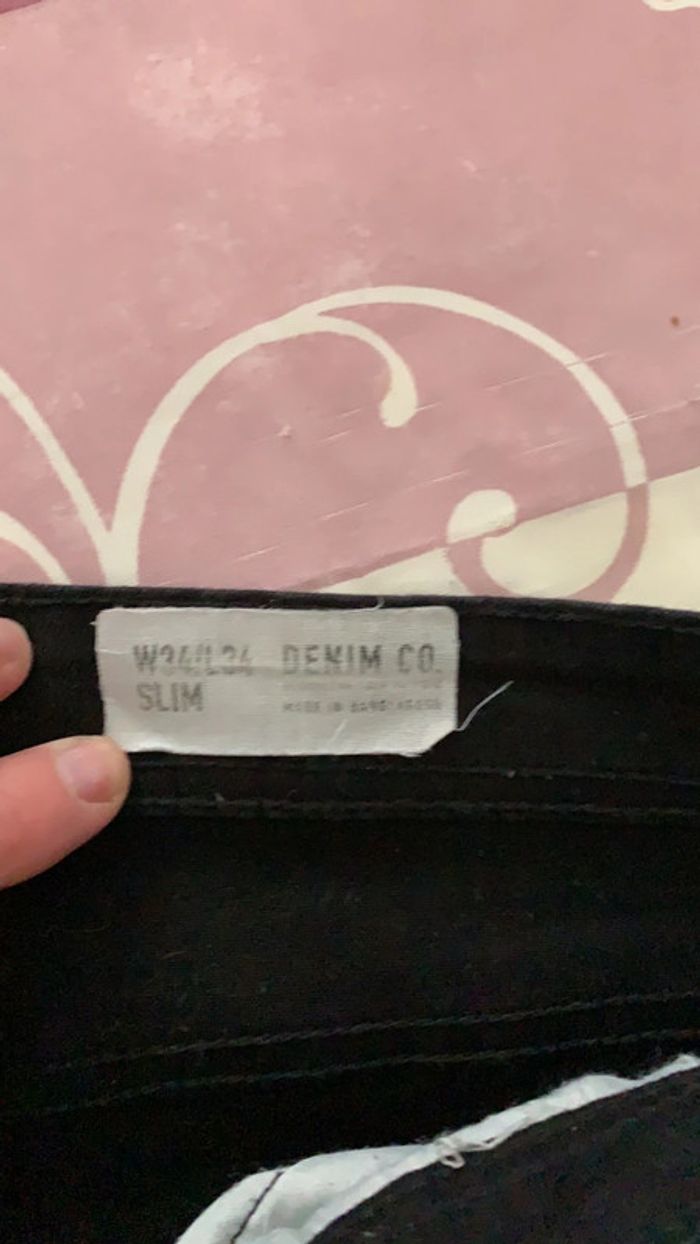 W34/L34
SLIM
DENIM CO.
MADE IN BANGLADESH